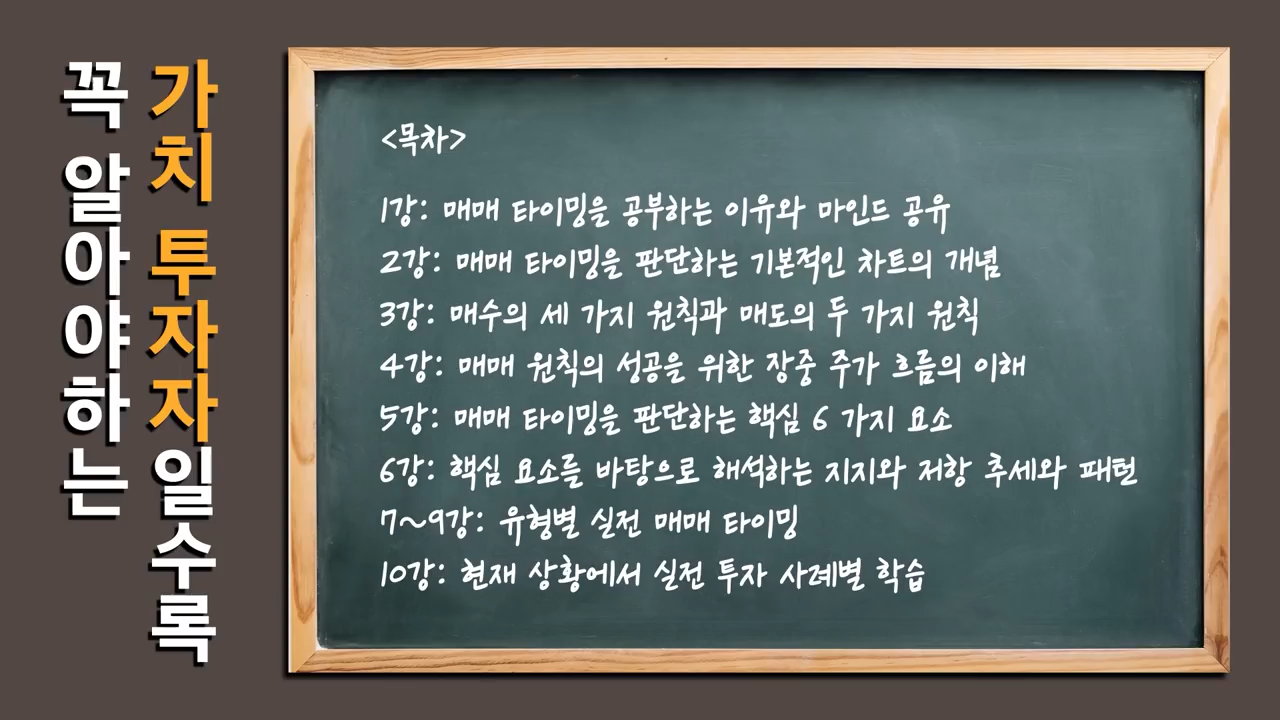 가치 투자자일수록
꼭 알아야하는
<목차>
1강: 매매 타이밍을 공부하는 이유와 마인드 공유
2강: 매매 타이밍을 판단하는 기본적인 차트의 개념
3강: 매수의 세 가지 원칙과 매도의 두 가지 원칙
4강: 매매 원칙의 성공을 위한 장중 주가 흐름의 이해
5강: 매매 타이밍을 판단하는 핵심 6 가지 요소
6강: 핵심 요소를 바탕으로 해석하는 지지와 저항 추세와 패턴
7~9강: 유형별 실전 매매 타이밍
10강: 현재 상황에서 실전 투자 사례별 학습